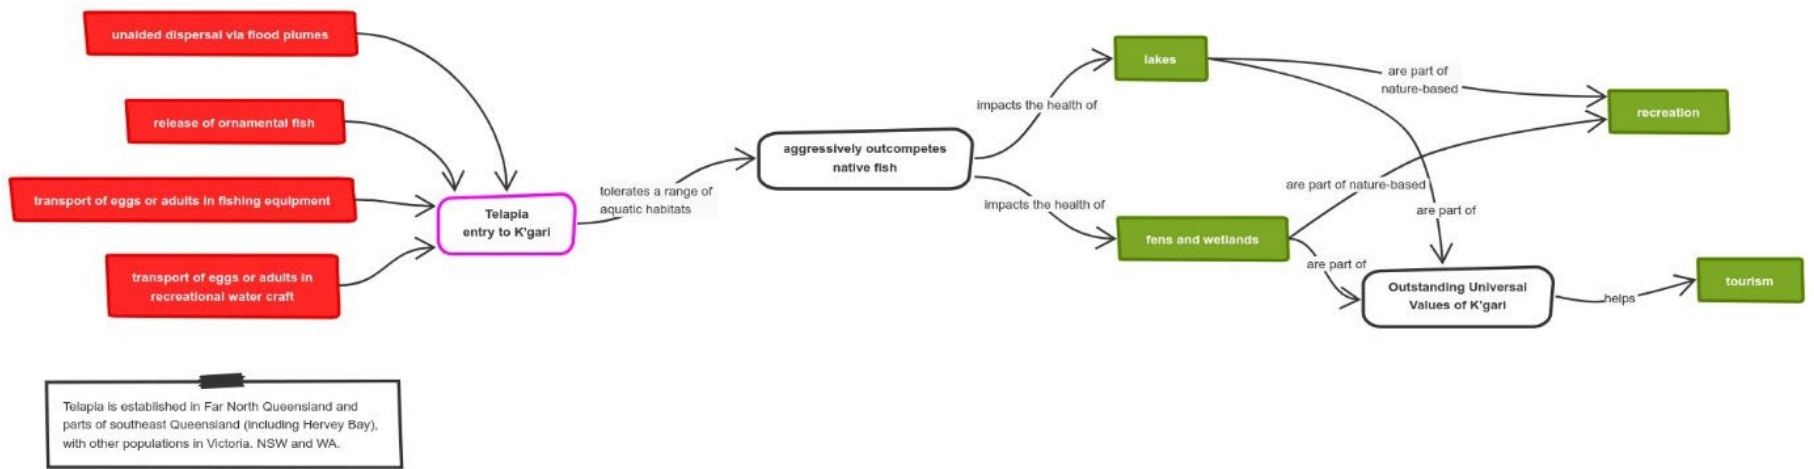 unaided dispersal via flood plumes
release of ornamental fish
transport of eggs or adults in fishing equipment
transport of eggs or adults in
recreational water craft
Telapia
entry to K'gari
tolerates a range of
aquatic habitats
aggressively outcompetes
native fish
impacts the health of
impacts the health of
lakes
fens and wetlands
are part of
nature-based
are part of nature-based
are part of
are part of
recreation
Outstanding Universal
Values of K'gari
helps
tourism
Telapia is established in Far North Queensland and
parts of southeast Queensland (including Hervey Bay),
with other populations in Victoria. NSW and WA.